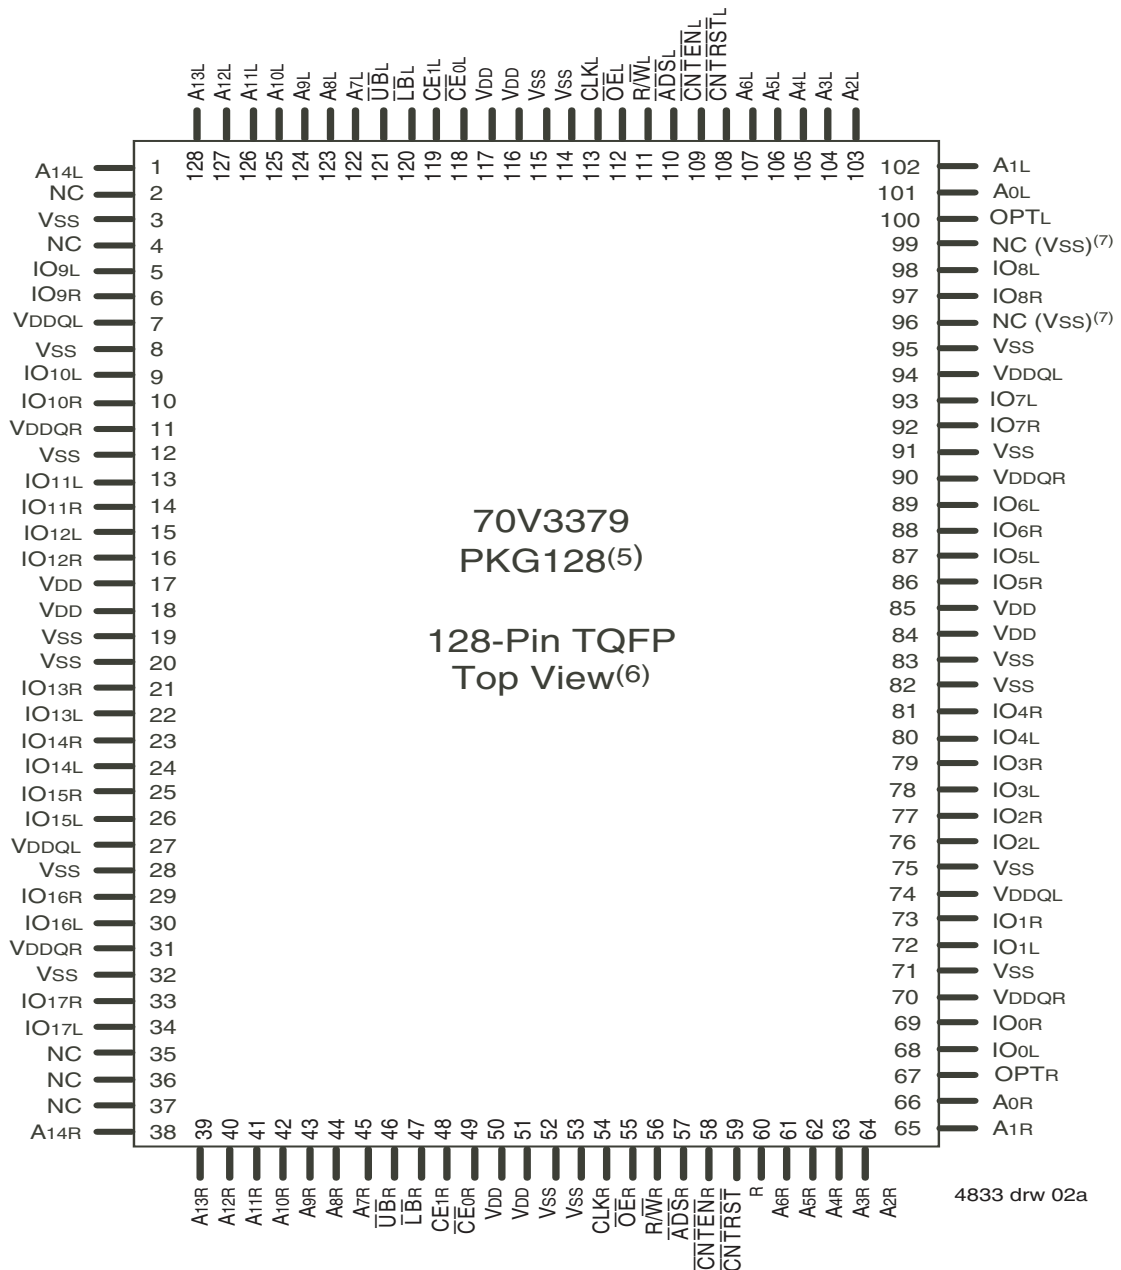 A13L A12L A11L A10L A9L A8L A7L UBL LBL CE1L CE0L VDD VDD VSS VSS CLKL OEL R/WL ADSL CNTENL CNTRSTL A6L A5L A4L A3L A2L
128 127 126 125 124 123 122 121 120 119 118 117 116 115 114 113 112 111 110 109 108 107 106 105 104 103
A14L 1 102 A1L
NC 2 101 A0L
VSS 3 100 OPTL
NC 4 99 NC (VSS)(7)
IO9L 5 98 IO8L
IO9R 6 97 IO8R
VDDQL 7 96 NC (VSS)(7)
VSS 8 95 VSS
IO10L 9 94 VDDQL
IO10R 10 93 IO7L
VDDQR 11 92 IO7R
VSS 12 91 VSS
IO11L 13 90 VDDQR
IO11R 14 89 IO6L
IO12L 15 88 IO6R
IO12R 16 87 IO5L
VDD 17 86 IO5R
VDD 18 85 VDD
VSS 19 84 VDD
VSS 20 83 VSS
IO13R 21 82 VSS
IO13L 22 81 IO4R
IO14R 23 80 IO4L
IO14L 24 79 IO3R
IO15R 25 78 IO3L
IO15L 26 77 IO2R
VDDQL 27 76 IO2L
VSS 28 75 VSS
IO16R 29 74 VDDQL
IO16L 30 73 IO1R
VDDQR 31 72 IO1L
VSS 32 71 VSS
IO17R 33 70 VDDQR
IO17L 34 69 IO0R
NC 35 68 IO0L
NC 36 67 OPTR
NC 37 66 A0R
A14R 38 65 A1R
70V3379
PKG128(5)
128-Pin TQFP
Top View(6)
39 40 41 42 43 44 45 46 47 48 49 50 51 52 53 54 55 56 57 58 59 60 61 62 63 64
A13R A12R A11R A10R A9R A8R A7R UBR LBR CE1R CE0R VDD VDD VSS VSS CLKR OER R/WR ADSR CNTENR CNTRST R A6R A5R A4R A3R A2R
4833 drw 02a